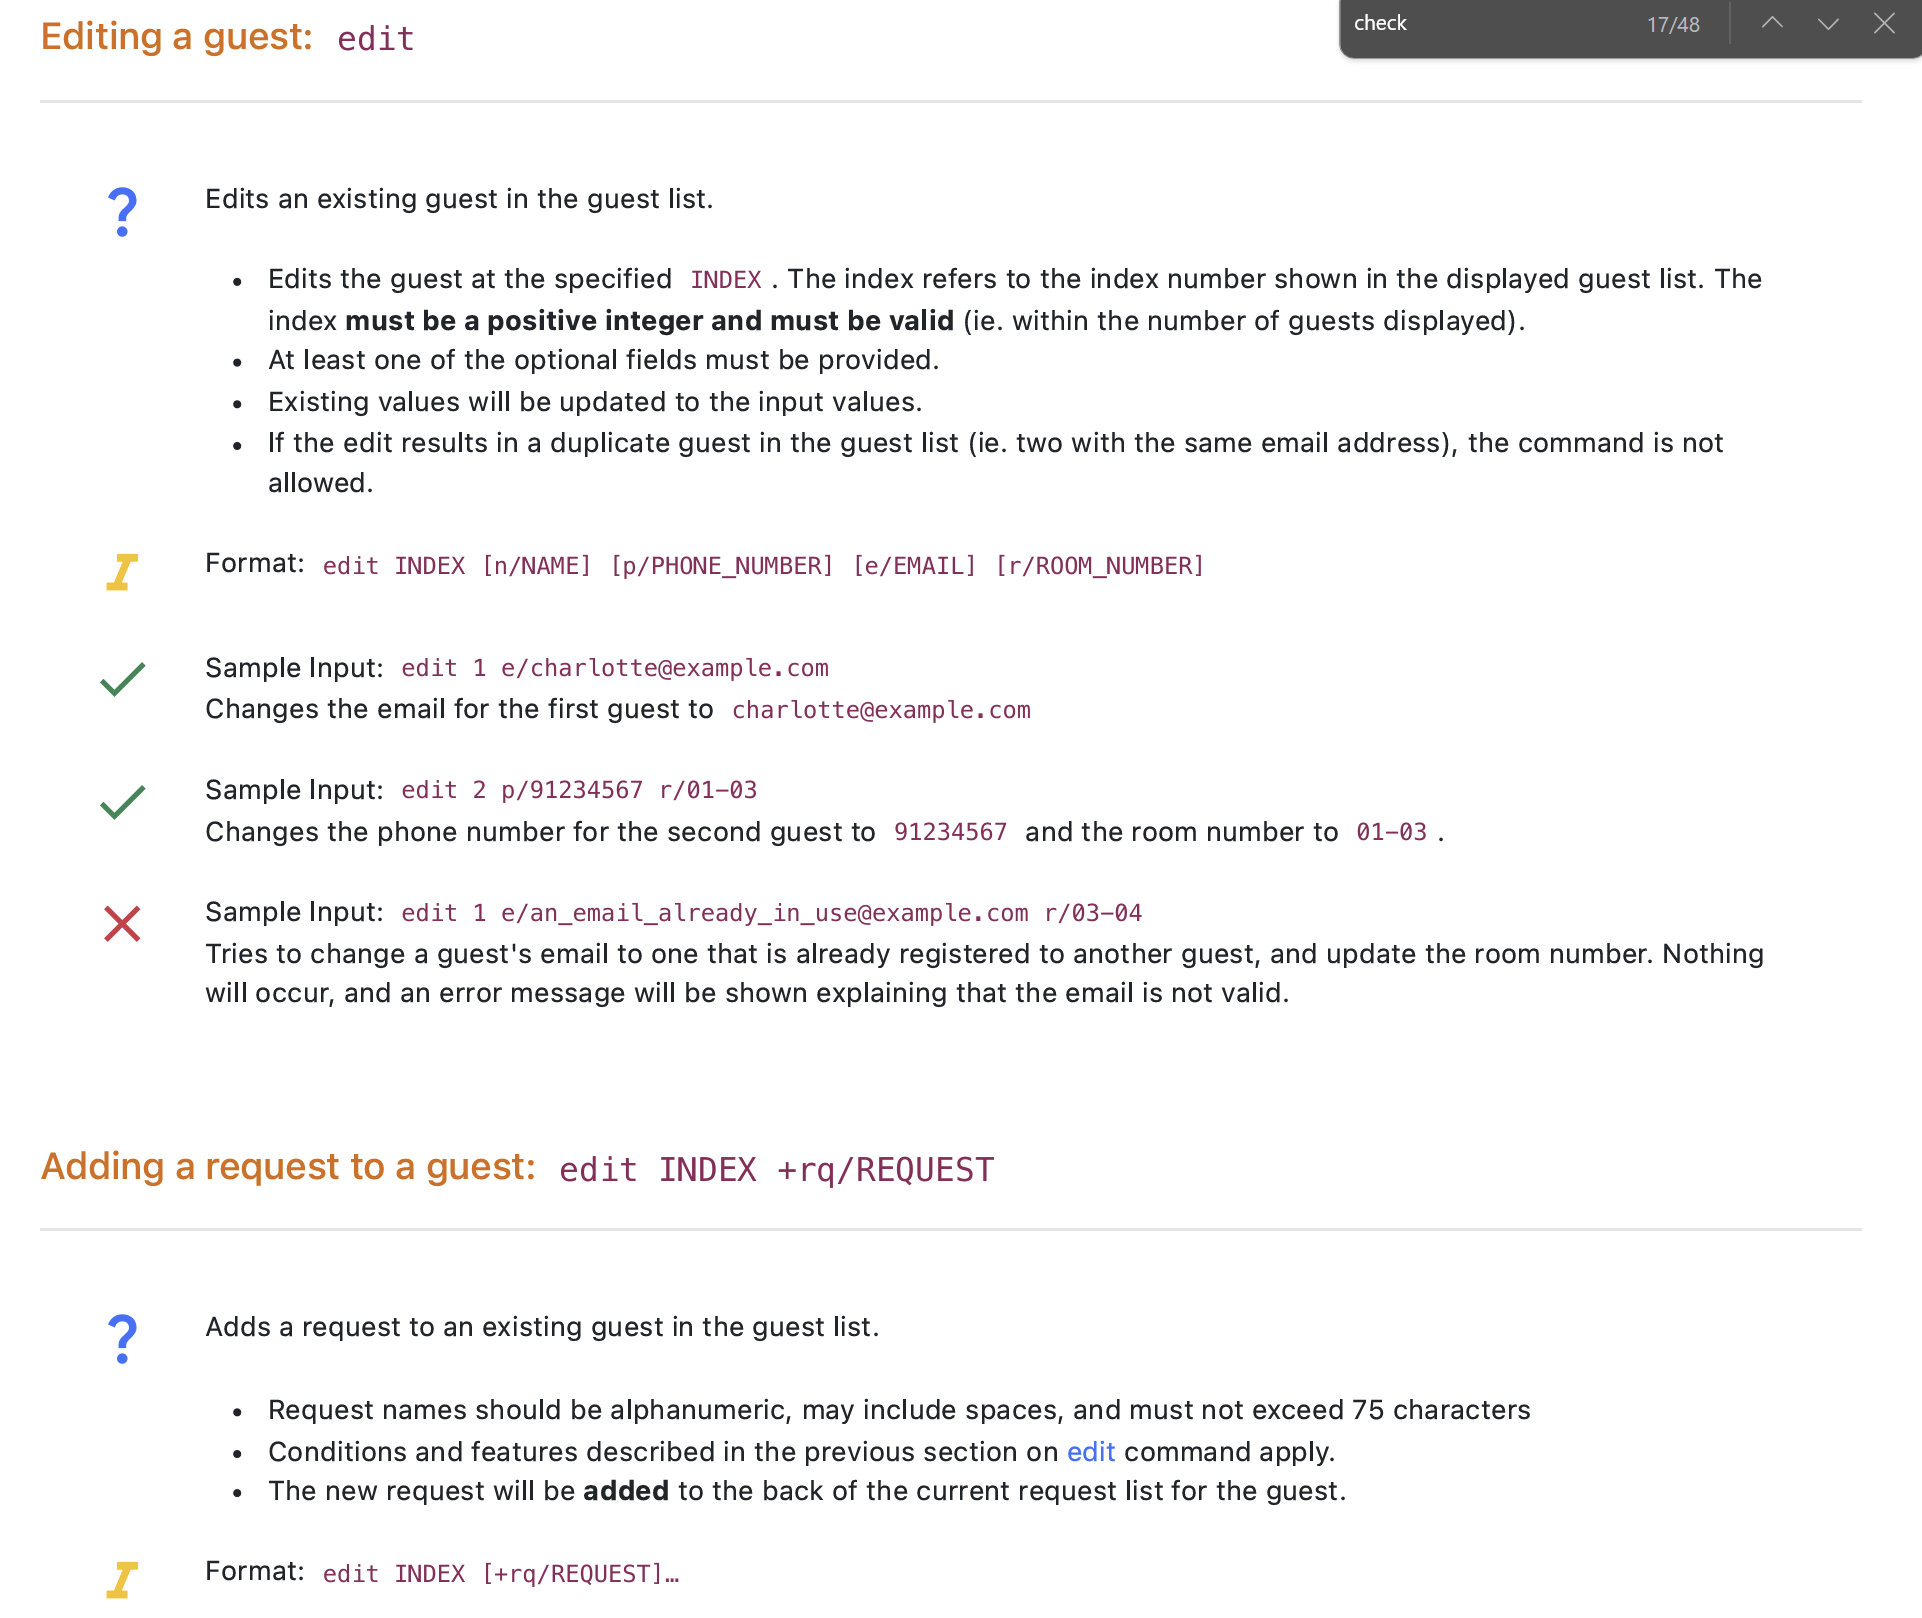 Editing a guest: edit
check 17/48
Edits an existing guest in the guest list.
• Edits the guest at the specified INDEX . The index refers to the index number shown in the displayed guest list. The
index must be a positive integer and must be valid (ie. within the number of guests displayed).
• At least one of the optional fields must be provided.
• Existing values will be updated to the input values.
• If the edit results in a duplicate guest in the guest list (ie. two with the same email address), the command is not
allowed.
Format: edit INDEX [n/NAME] [p/PHONE_NUMBER] [e/EMAIL] [r/ROOM_NUMBER]
Sample Input: edit 1 e/charlotte@example.com
Changes the email for the first guest to charlotte@example.com
Sample Input: edit 2 p/91234567 r/01-03
Changes the phone number for the second guest to 91234567 and the room number to 01-03 .
Sample Input: edit 1 e/an_email_already_in_use@example.com r/03-04
Tries to change a guest's email to one that is already registered to another guest, and update the room number. Nothing
will occur, and an error message will be shown explaining that the email is not valid.
Adding a request to a guest: edit INDEX +rq/REQUEST
Adds a request to an existing guest in the guest list.
• Request names should be alphanumeric, may include spaces, and must not exceed 75 characters
• Conditions and features described in the previous section on edit command apply.
• The new request will be added to the back of the current request list for the guest.
Format: edit INDEX [+rq/REQUEST]…